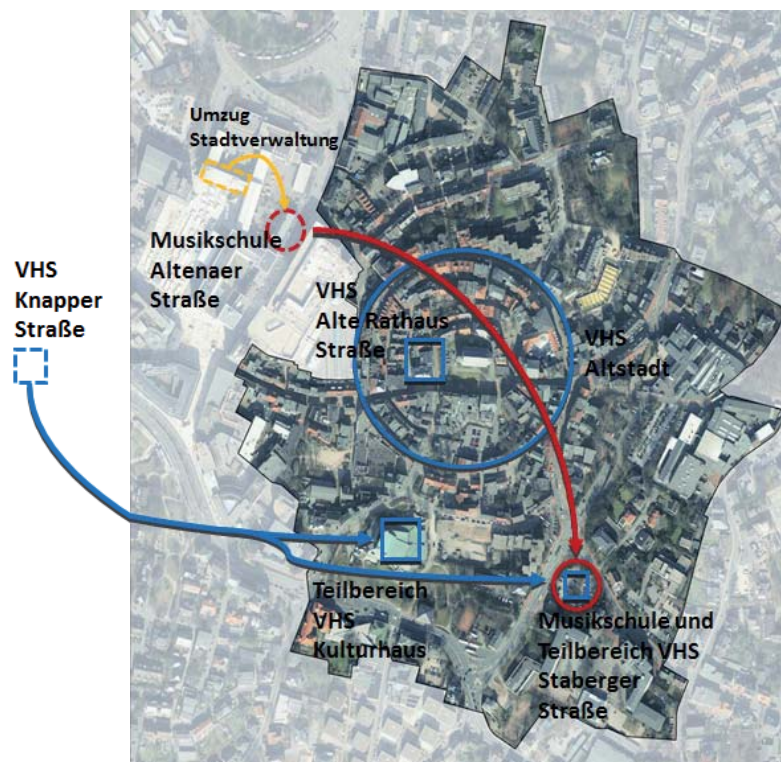 Umzug
Stadtverwaltung
Musikschule
Altenaer
Straße
VHS
Knapper
Straße
VHS
Alte Rathaus
Straße
VHS
Altstadt
Teilbereich
VHS
Kulturhaus
Musikschule und
Teilbereich VHS
Staberger
Straße